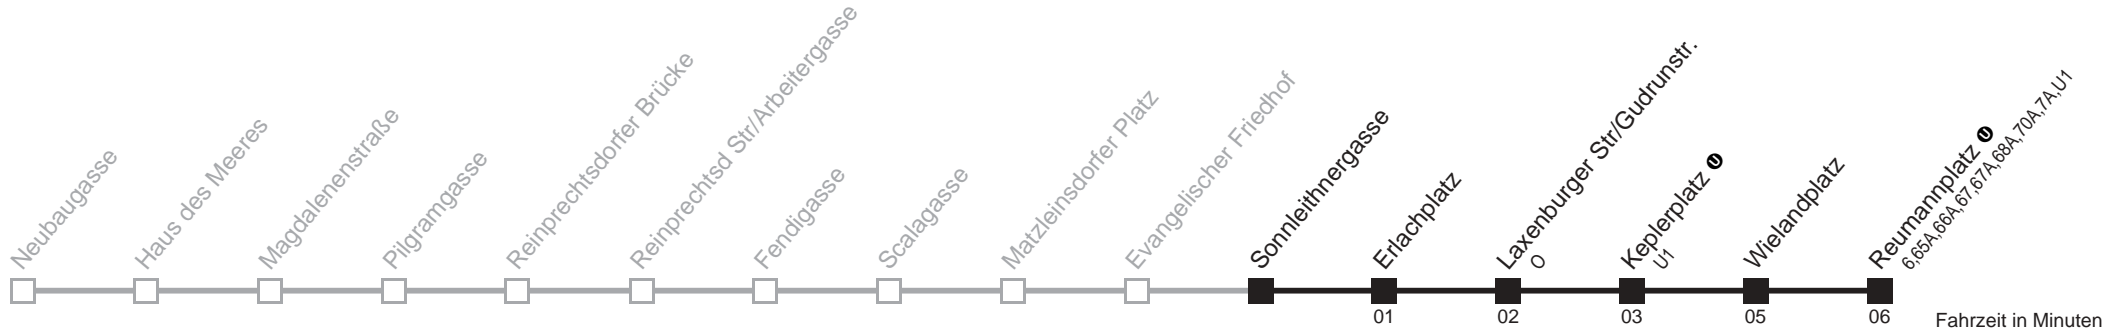 Neubaugasse
Haus des Meeres
Magdalenenstraße
Pilgramgasse
Reinprechtsdorfer Brücke
Reinprechtsd Str/Arbeitergasse
Fendigasse
Scalagasse
Matzleinsdorfer Platz
Evangelischer Friedhof
Sonnleithnergasse
Erlachplatz
Laxenburger Str/Gudrunstr.
O
Keplerplatz U
U1
Wielandplatz
Reumannplatz U
6,65A,66A,67,67A,68A,70A,7A,U1
01 02 03 05 06 Fahrzeit in Minuten